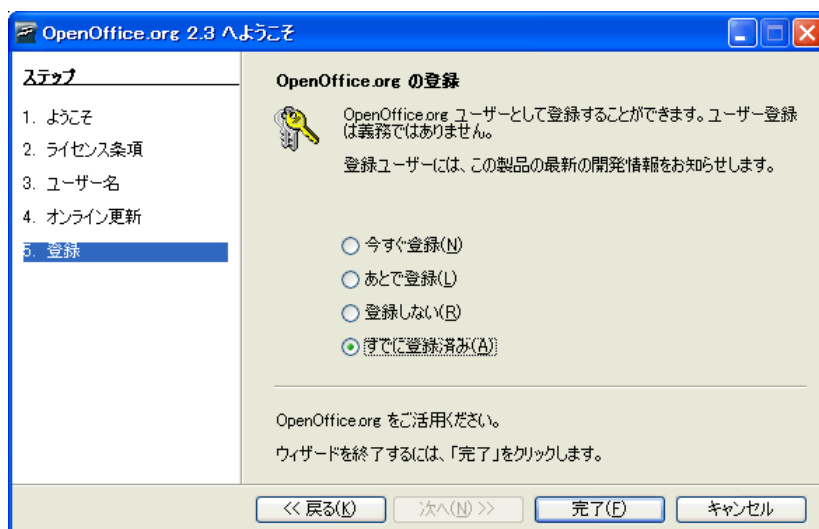 OpenOffice.org 2.3 へようこそ
ステップ
1. ようこそ
2. ライセンス条項
3. ユーザー名
4. オンライン更新
5. 登録
OpenOffice.org の登録
OpenOffice.org ユーザーとして登録することができます。ユーザー登録
は義務ではありません。
登録ユーザーには、この製品の最新の開発情報をお知らせします。
今すぐ登録(N)
あとで登録(L)
登録しない(R)
すでに登録済み(A)
OpenOffice.org をご活用ください。
ウィザードを終了するには、「完了」をクリックします。
<< 戻る(K)
次へ(N) >>
完了(F)
キャンセル